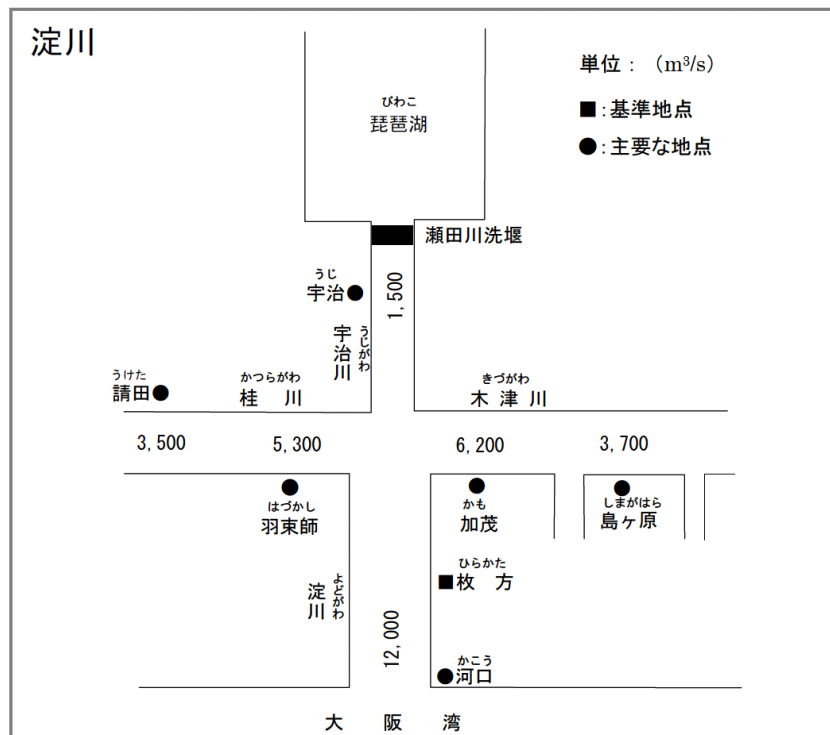 淀川
単位：（m³/s）
■:基準地点
●:主要な地点
びわこ
琵琶湖
瀬田川洗堰
うじ
宇治●
1,500
うじがわ
宇治川
うけた
請田●
かつらがわ
桂　川
きづがわ
木 津 川
3,500
5,300
6,200
3,700
はづかし
羽束師
かも
加茂
しまがはら
島ヶ原
ひらかた
■枚　方
よどがわ
淀川
12,000
かこう
●河口
大　阪　湾